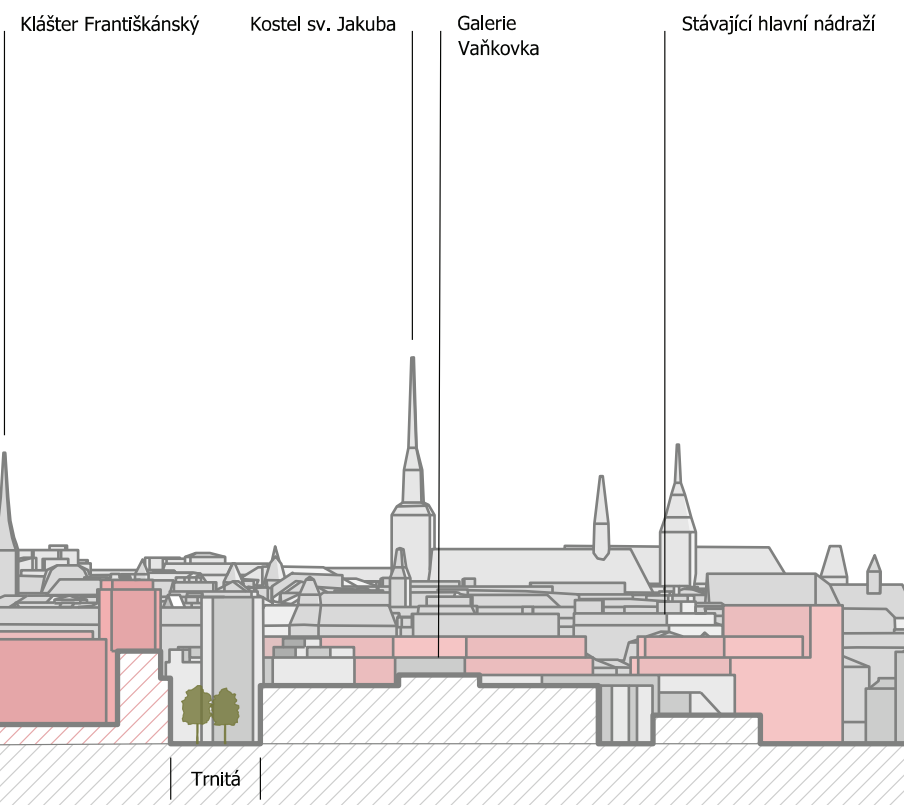 Klášter Františkánský
Kostel sv. Jakuba
Galerie
Vaňkovka
Stávající hlavní nádraží
Trnitá